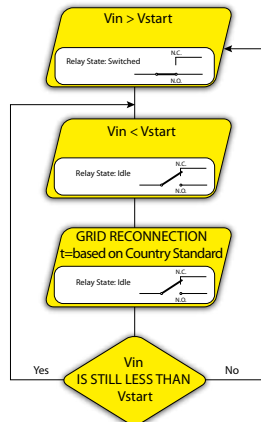 Vin > Vstart
N.C.
Relay State: Switched
N.O.
Vin < Vstart
N.C.
Relay State: Idle
N.O.
GRID RECONNECTION
t=based on Country Standard
N.C.
Relay State: Idle
N.O.
Yes
Vin
IS STILL LESS THAN
Vstart
No